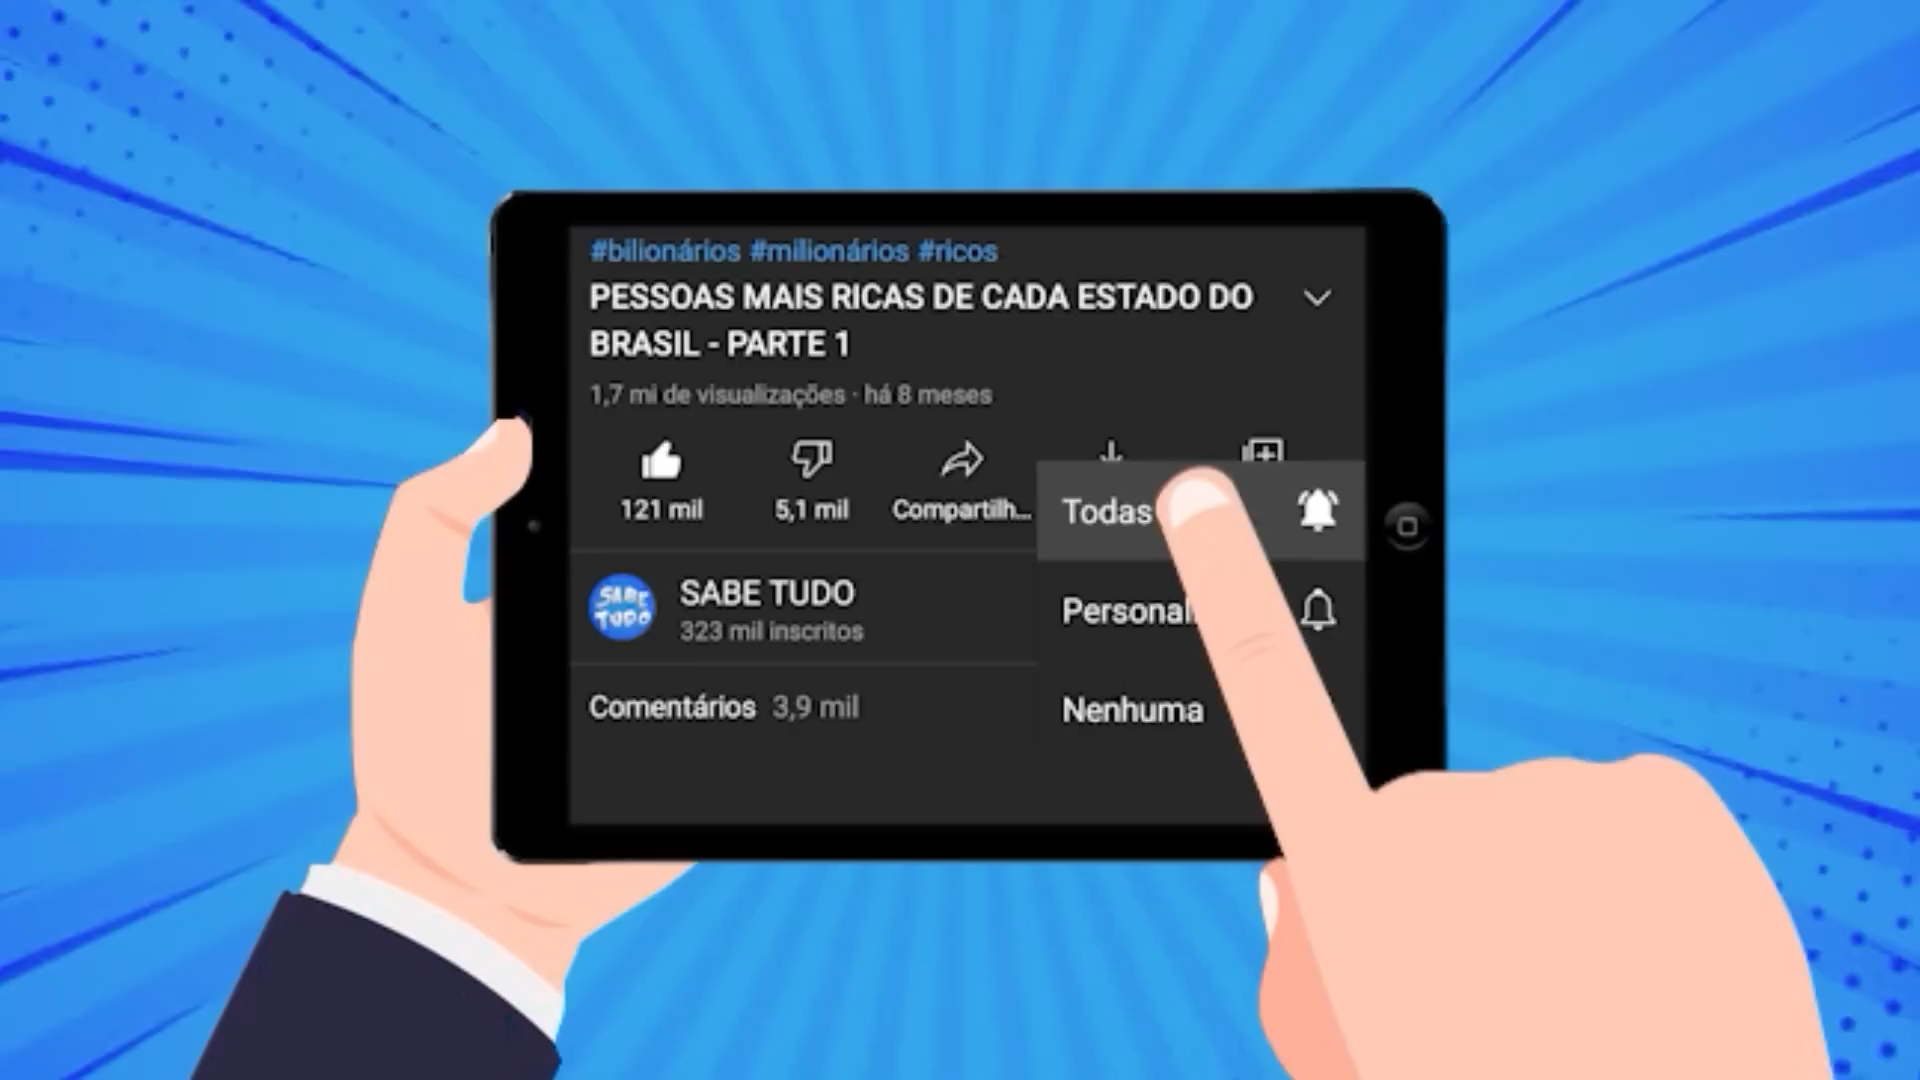 #bilionários #milionários #ricos
PESSOAS MAIS RICAS DE CADA ESTADO DO
BRASIL - PARTE 1
1,7 mi de visualizações · há 8 meses
121 mil
5,1 mil
Compartilh...
Todas
SABE TUDO
SABE TUDO
323 mil inscritos
Personal
Comentários 3,9 mil
Nenhuma